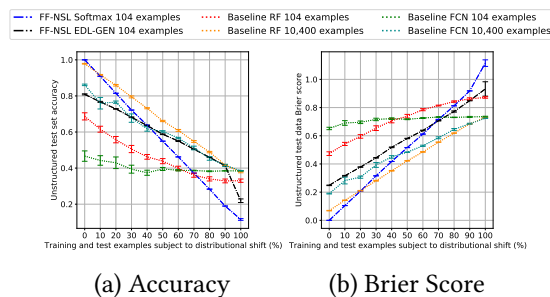 FF-NSL Softmax 104 examples
FF-NSL EDL-GEN 104 examples
Baseline RF 104 examples
Baseline RF 10,400 examples
Baseline FCN 104 examples
Baseline FCN 10,400 examples
Unstructured test set accuracy
1.0
0.8
0.6
0.4
0.2
0 10 20 30 40 50 60 70 80 90 100
Training and test examples subject to distributional shift (%)
(a) Accuracy
Unstructured test data Brier score
1.0
0.8
0.6
0.4
0.2
0.0
0 10 20 30 40 50 60 70 80 90 100
Training and test examples subject to distributional shift (%)
(b) Brier Score